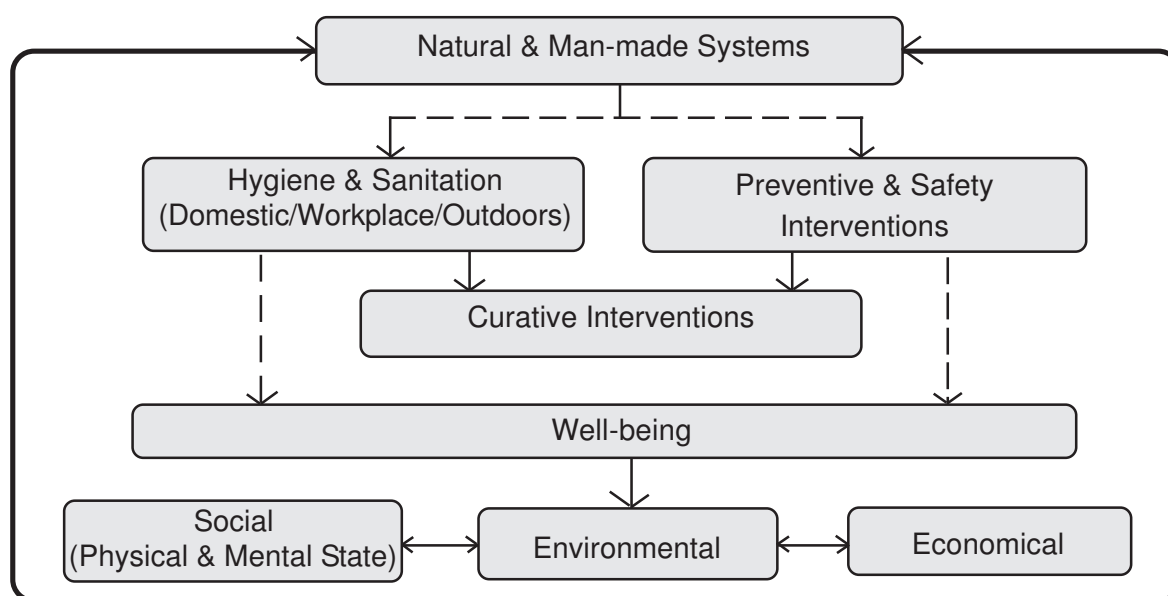 Natural & Man-made Systems
Hygiene & Sanitation
(Domestic/Workplace/Outdoors)
Preventive & Safety
Interventions
Curative Interventions
Well-being
Social
(Physical & Mental State)
Environmental
Economical